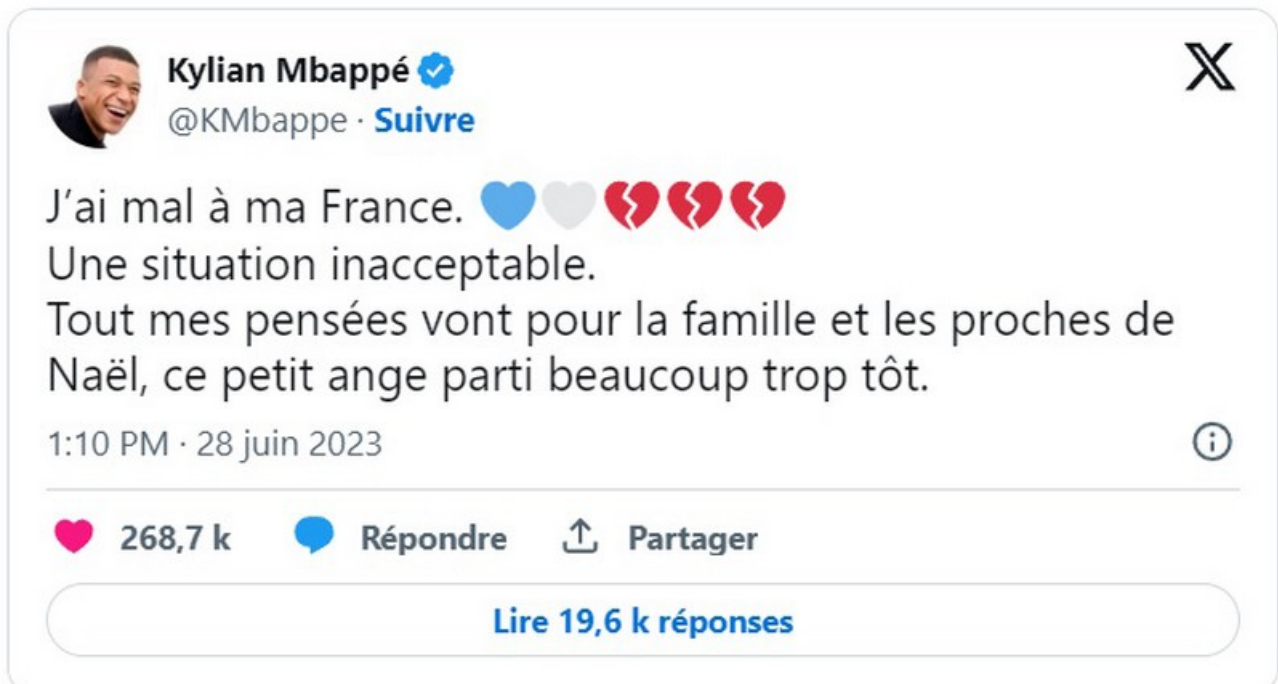 Kylian Mbappé
@KMbappe · Suivre
J'ai mal à ma France. 💙🤍💔💔💔
Une situation inacceptable.
Tout mes pensées vont pour la famille et les proches de
Naël, ce petit ange parti beaucoup trop tôt.
1:10 PM · 28 juin 2023
268,7 k Répondre Partager
Lire 19,6 k réponses